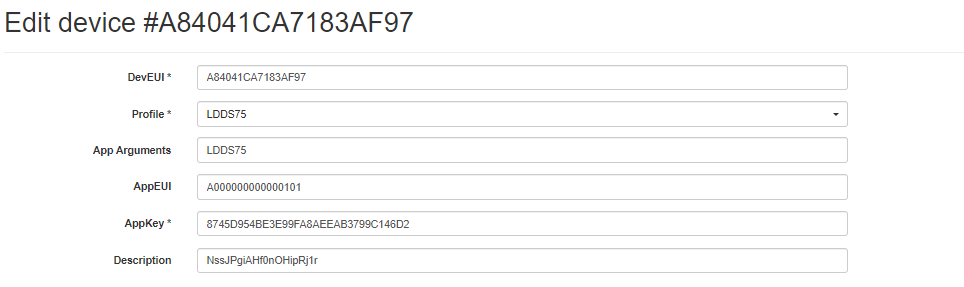 Edit device #A84041CA7183AF97
DevEUI * A84041CA7183AF97
Profile * LDDS75
App Arguments LDDS75
AppEUI A000000000000101
AppKey * 8745D954BE3E99FA8AEEAB3799C146D2
Description NssJPgiAHf0nOHipRj1r